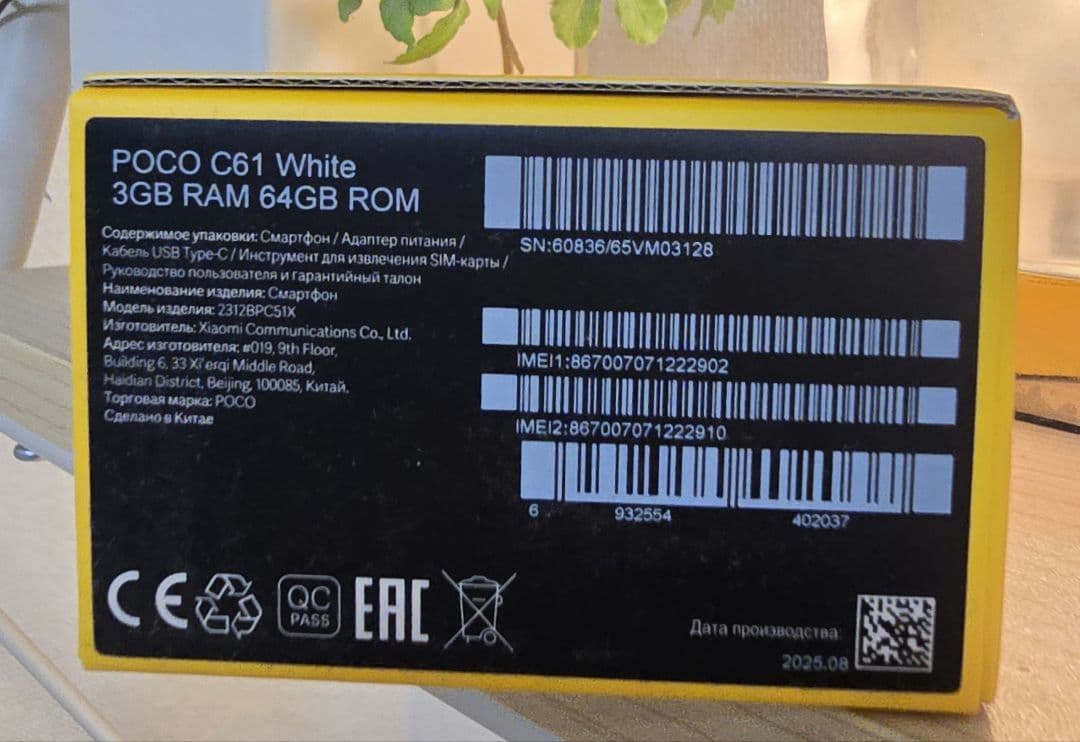 POCO C61 White
3GB RAM 64GB ROM
Содержимое упаковки: Смартфон / Адаптер питания /
Кабель USB Type-C / Инструмент для извлечения SIM-карты /
Руководство пользователя и гарантийный талон
Наименование изделия: Смартфон
Модель изделия: 2312BPC51X
Изготовитель: Xiaomi Communications Co., Ltd.
Адрес изготовителя: #019, 9th Floor,
Building 6, 33 Xi'erqi Middle Road,
Haidian District, Beijing, 100085, Китай.
Торговая марка: POCO
Сделано в Китае
SN:60836/65VM03128
IMEI1:867007071222902
IMEI2:867007071222910
6 932554 402037
CE
QC
PASS
EAC
Дата производства:
2025.08